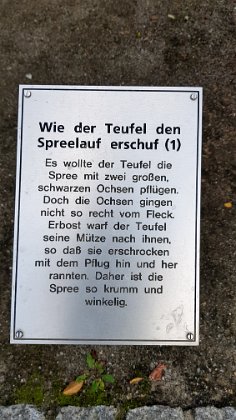 Wie der Teufel den
Spreelauf erschuf (1)
Es wollte der Teufel die
Spree mit zwei großen,
schwarzen Ochsen pflügen.
Doch die Ochsen gingen
nicht so recht vom Fleck.
Erbost warf der Teufel
seine Mütze nach ihnen,
so daß sie erschrocken
mit dem Pflug hin und her
rannten. Daher ist die
Spree so krumm und
winkelig.